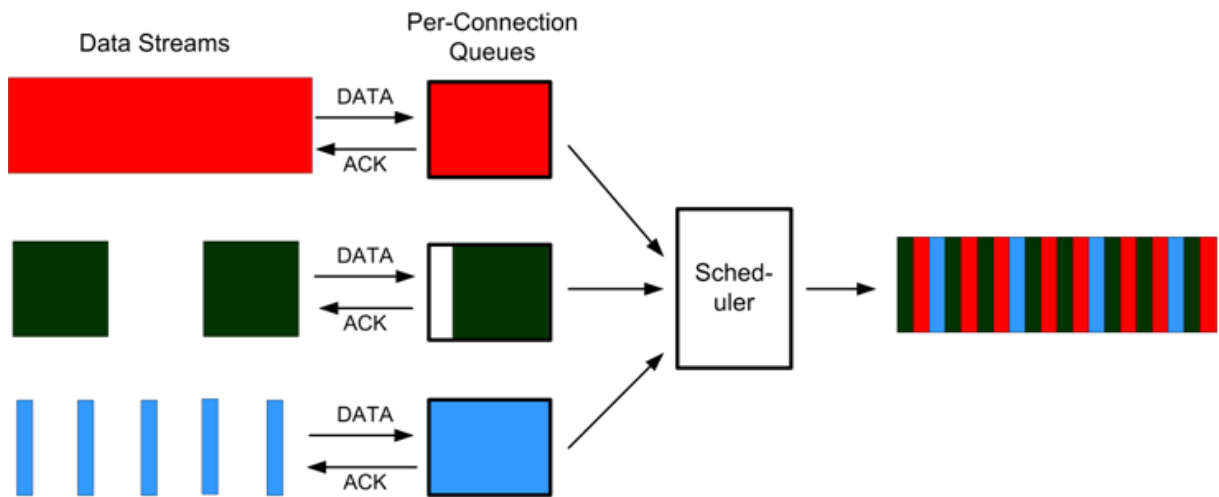 Data Streams
Per-Connection
Queues
DATA
ACK
DATA
ACK
Sched-
uler
DATA
ACK